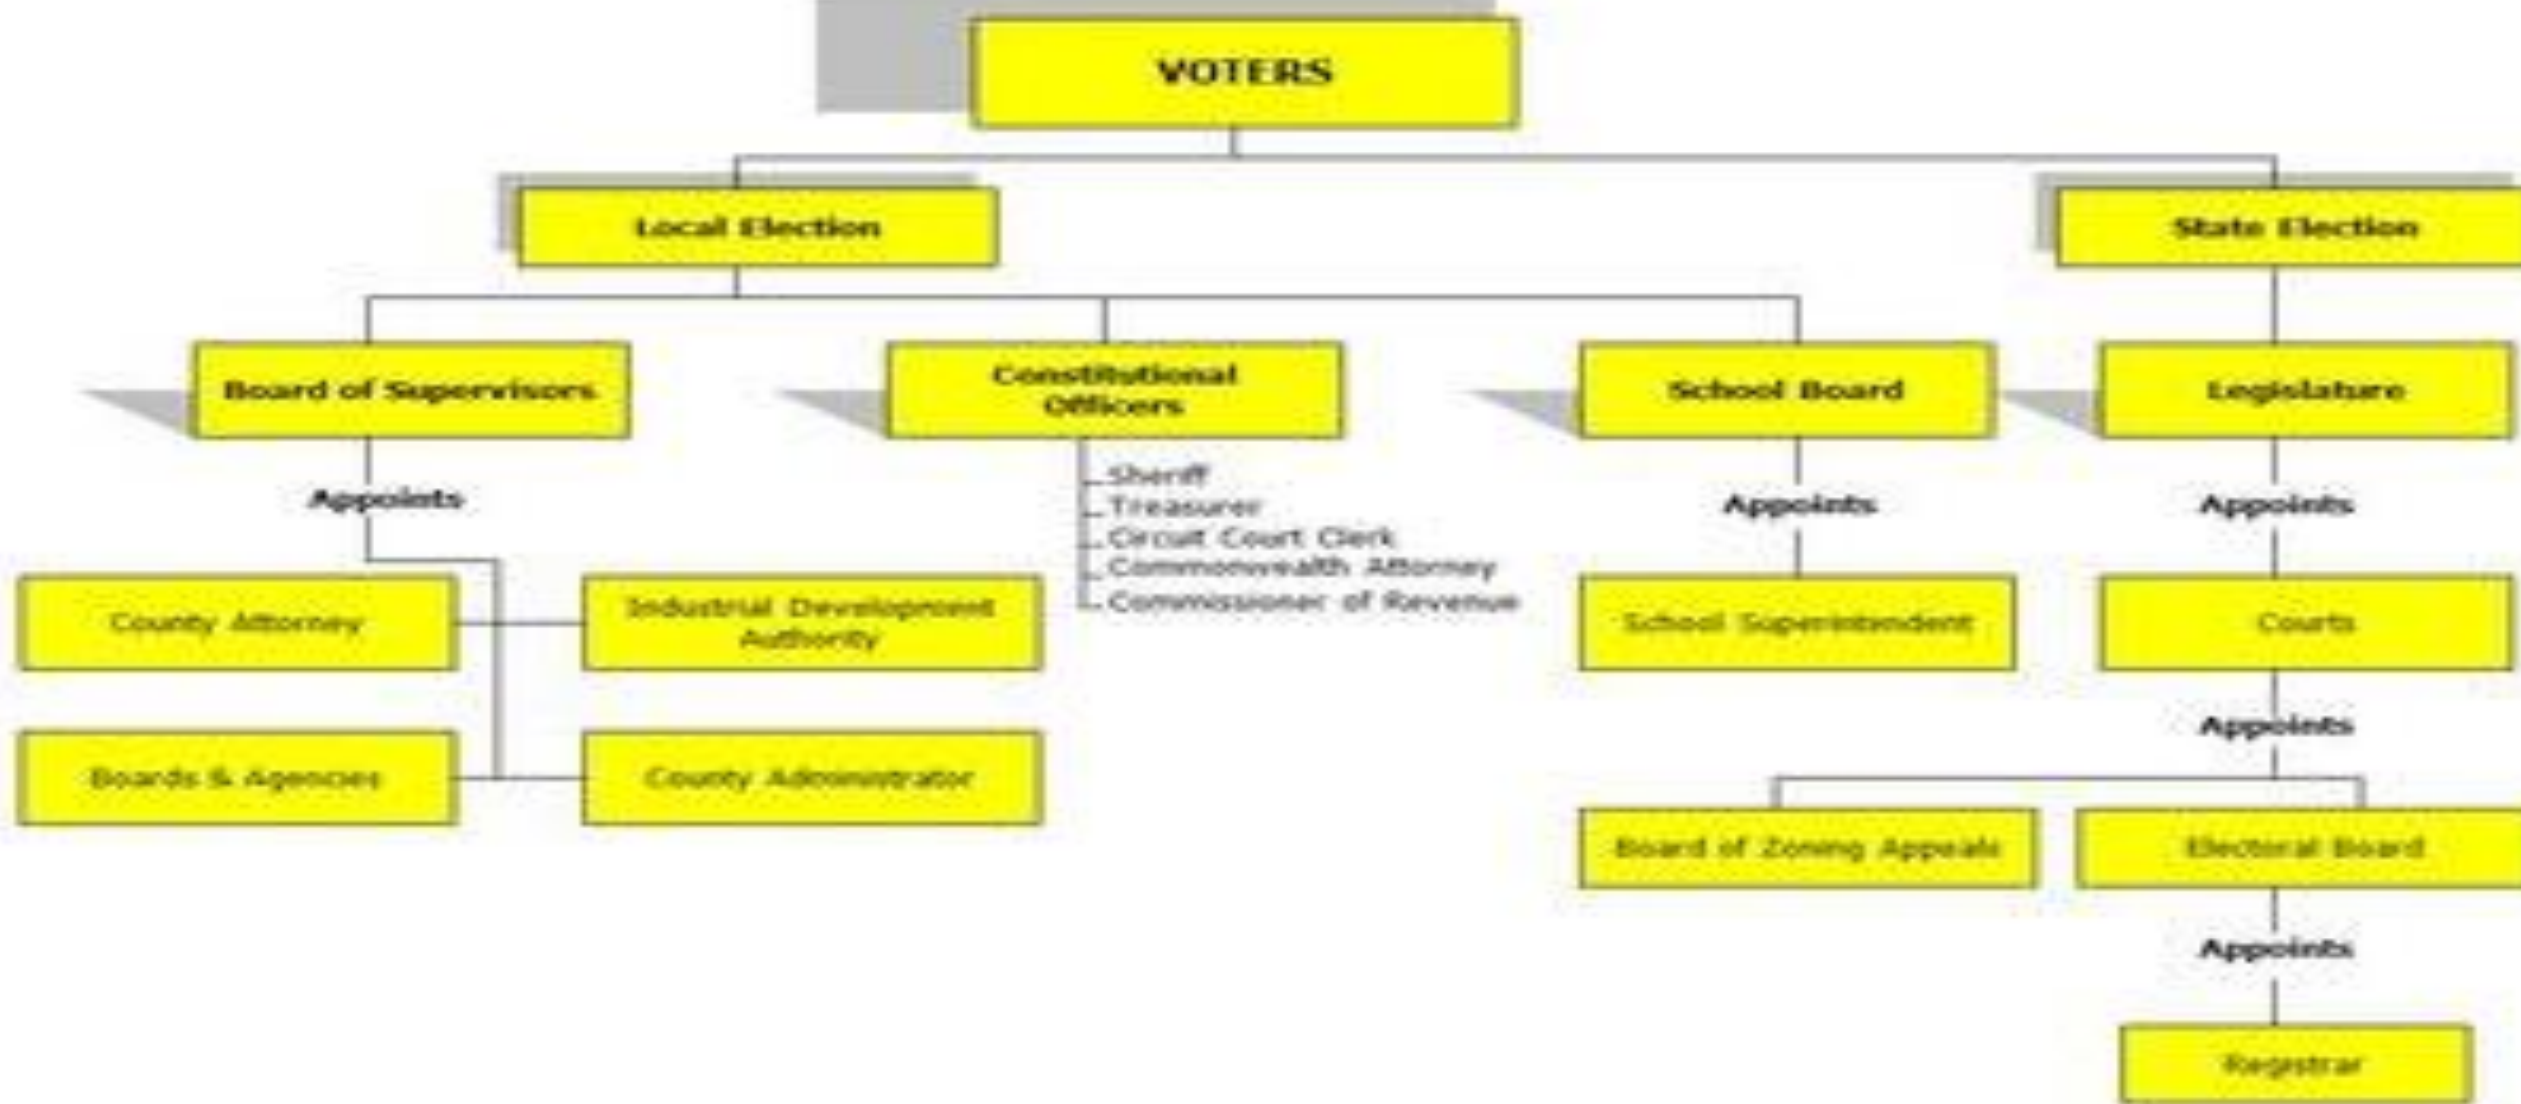 VOTERS
Local Election
State Election
Board of Supervisors
Constitutional
Officers
School Board
Legislature
Appoints
Sheriff
Treasurer
Circuit Court Clerk
Commonwealth Attorney
Commissioner of Revenue
Appoints
Appoints
County Attorney
Industrial Development
Authority
School Superintendent
Courts
Appoints
Boards & Agencies
County Administrator
Board of Zoning Appeals
Electoral Board
Appoints
Registrar